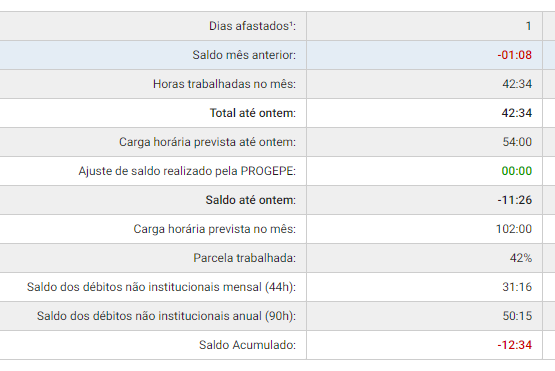 Dias afastados¹: 1
Saldo mês anterior: -01:08
Horas trabalhadas no mês: 42:34
Total até ontem: 42:34
Carga horária prevista até ontem: 54:00
Ajuste de saldo realizado pela PROGEPE: 00:00
Saldo até ontem: -11:26
Carga horária prevista no mês: 102:00
Parcela trabalhada: 42%
Saldo dos débitos não institucionais mensal (44h): 31:16
Saldo dos débitos não institucionais anual (90h): 50:15
Saldo Acumulado: -12:34